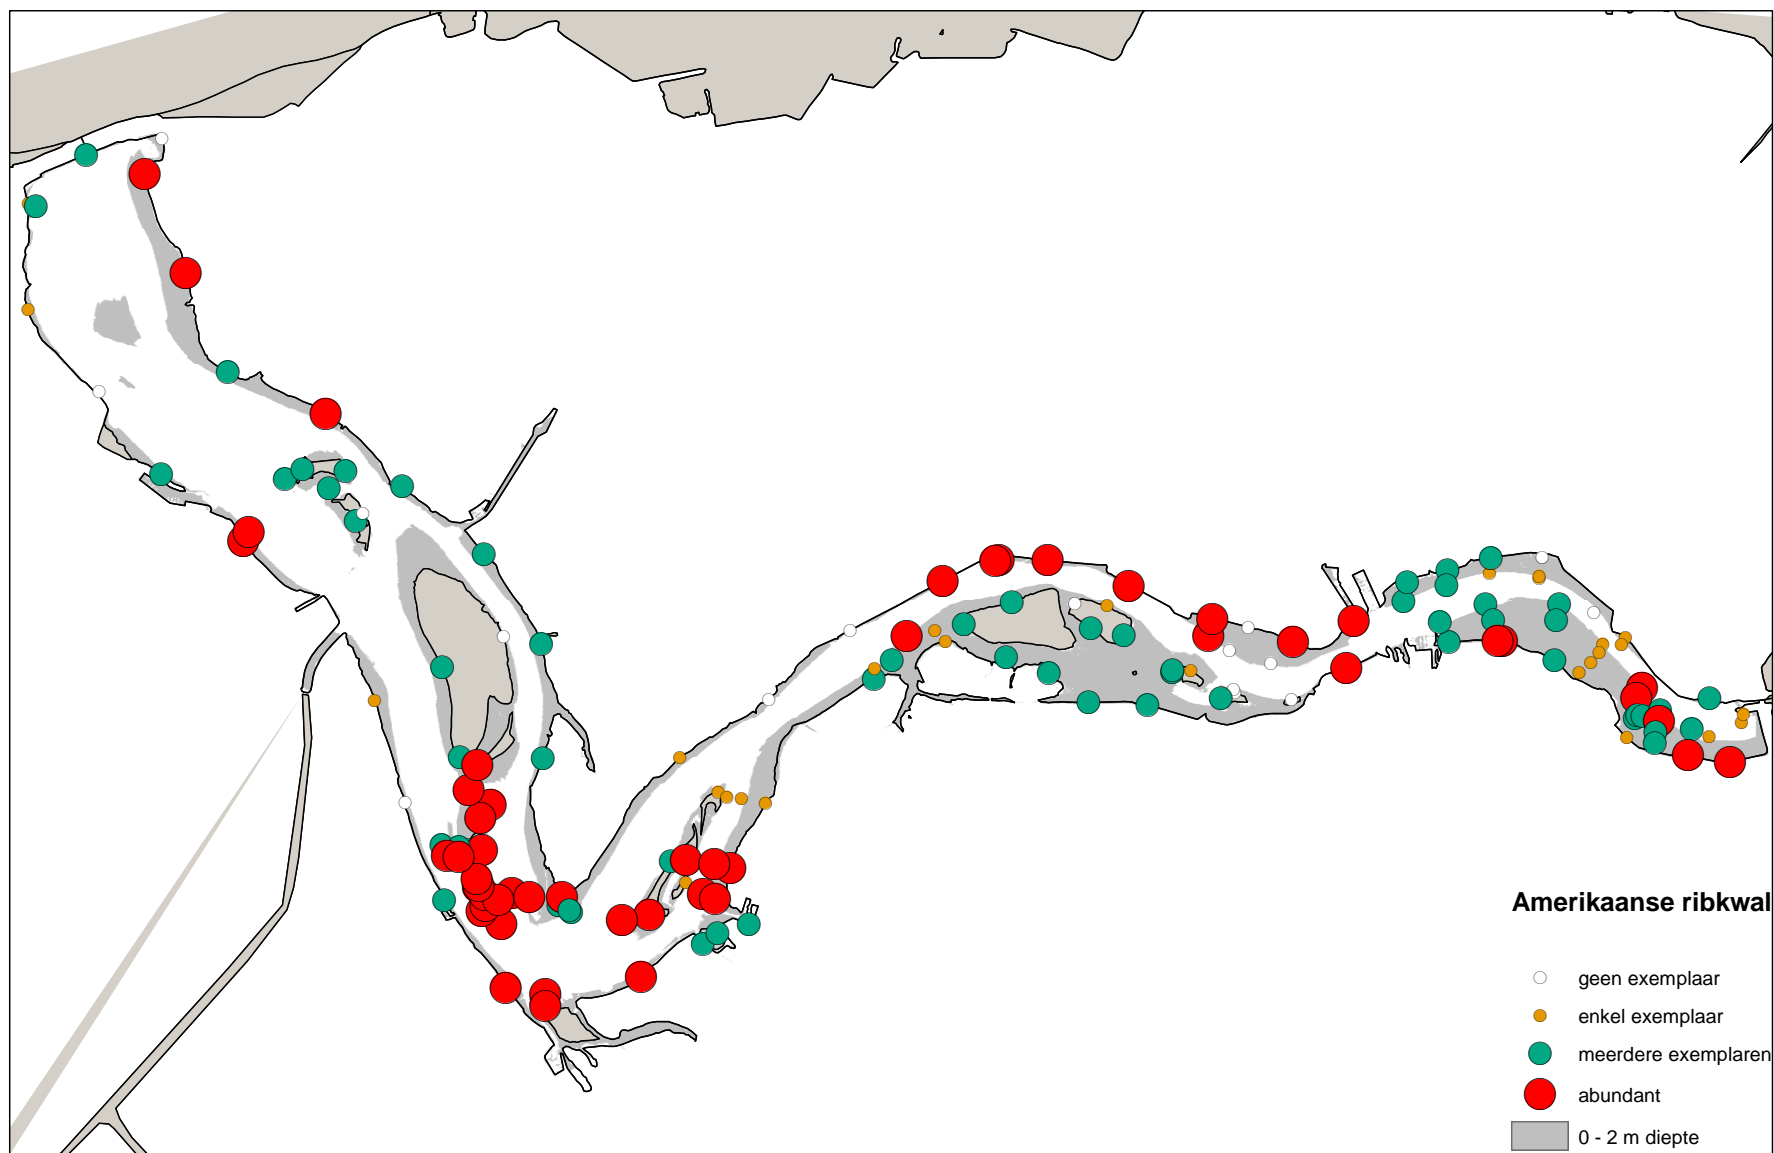 Amerikaanse ribkwal
geen exemplaar
enkel exemplaar
meerdere exemplaren
abundant
0 - 2 m diepte